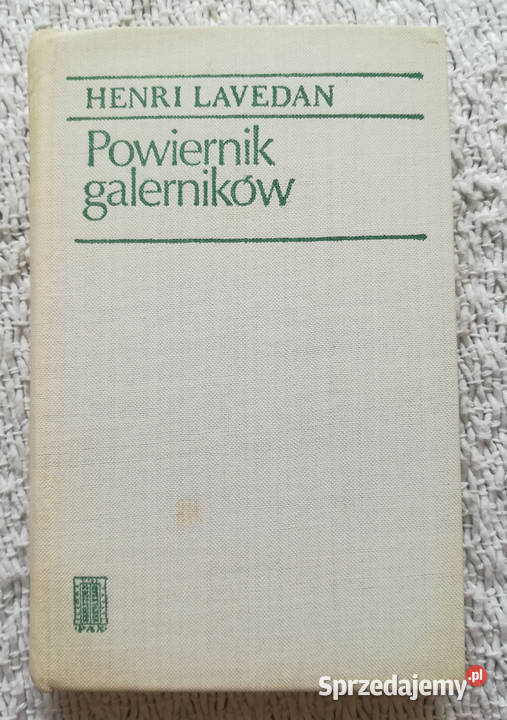 HENRI LAVEDAN
Powiernik
galerników
PAX
Sprzedajemy.pl